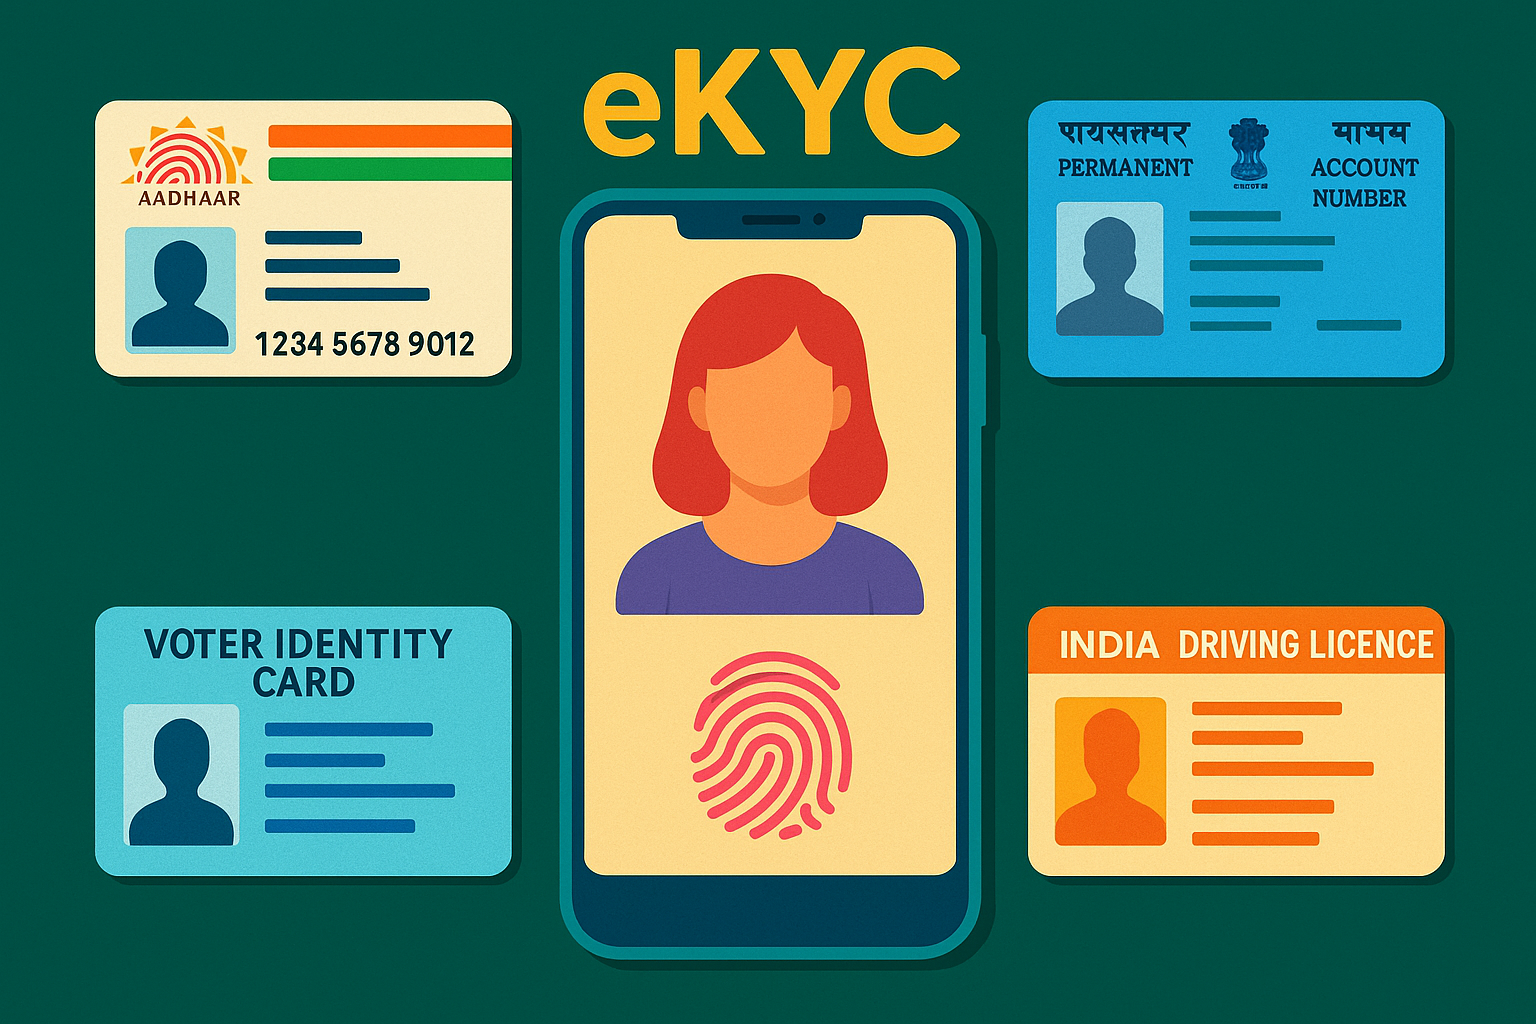 eKYC
AADHAAR
1234 5678 9012
PERMANENT
ACCOUNT
NUMBER
VOTER IDENTITY
CARD
INDIA DRIVING LICENCE